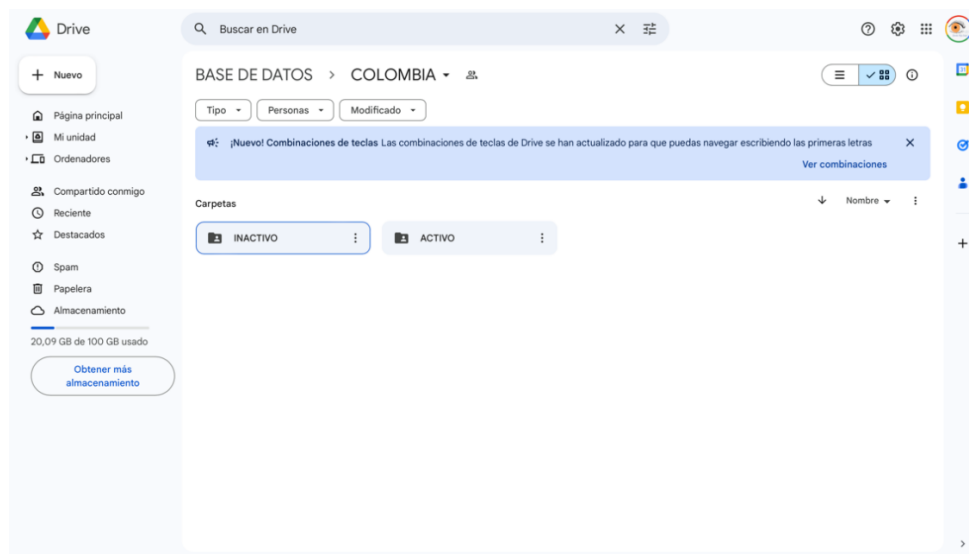 Drive
Buscar en Drive
Nuevo
Página principal
Mi unidad
Ordenadores
Compartido conmigo
Reciente
Destacados
Spam
Papelera
Almacenamiento
20,09 GB de 100 GB usado
Obtener más
almacenamiento
BASE DE DATOS > COLOMBIA
Tipo Personas Modificado
¡Nuevo! Combinaciones de teclas Las combinaciones de teclas de Drive se han actualizado para que puedas navegar escribiendo las primeras letras
Ver combinaciones
Carpetas
Nombre
INACTIVO
ACTIVO